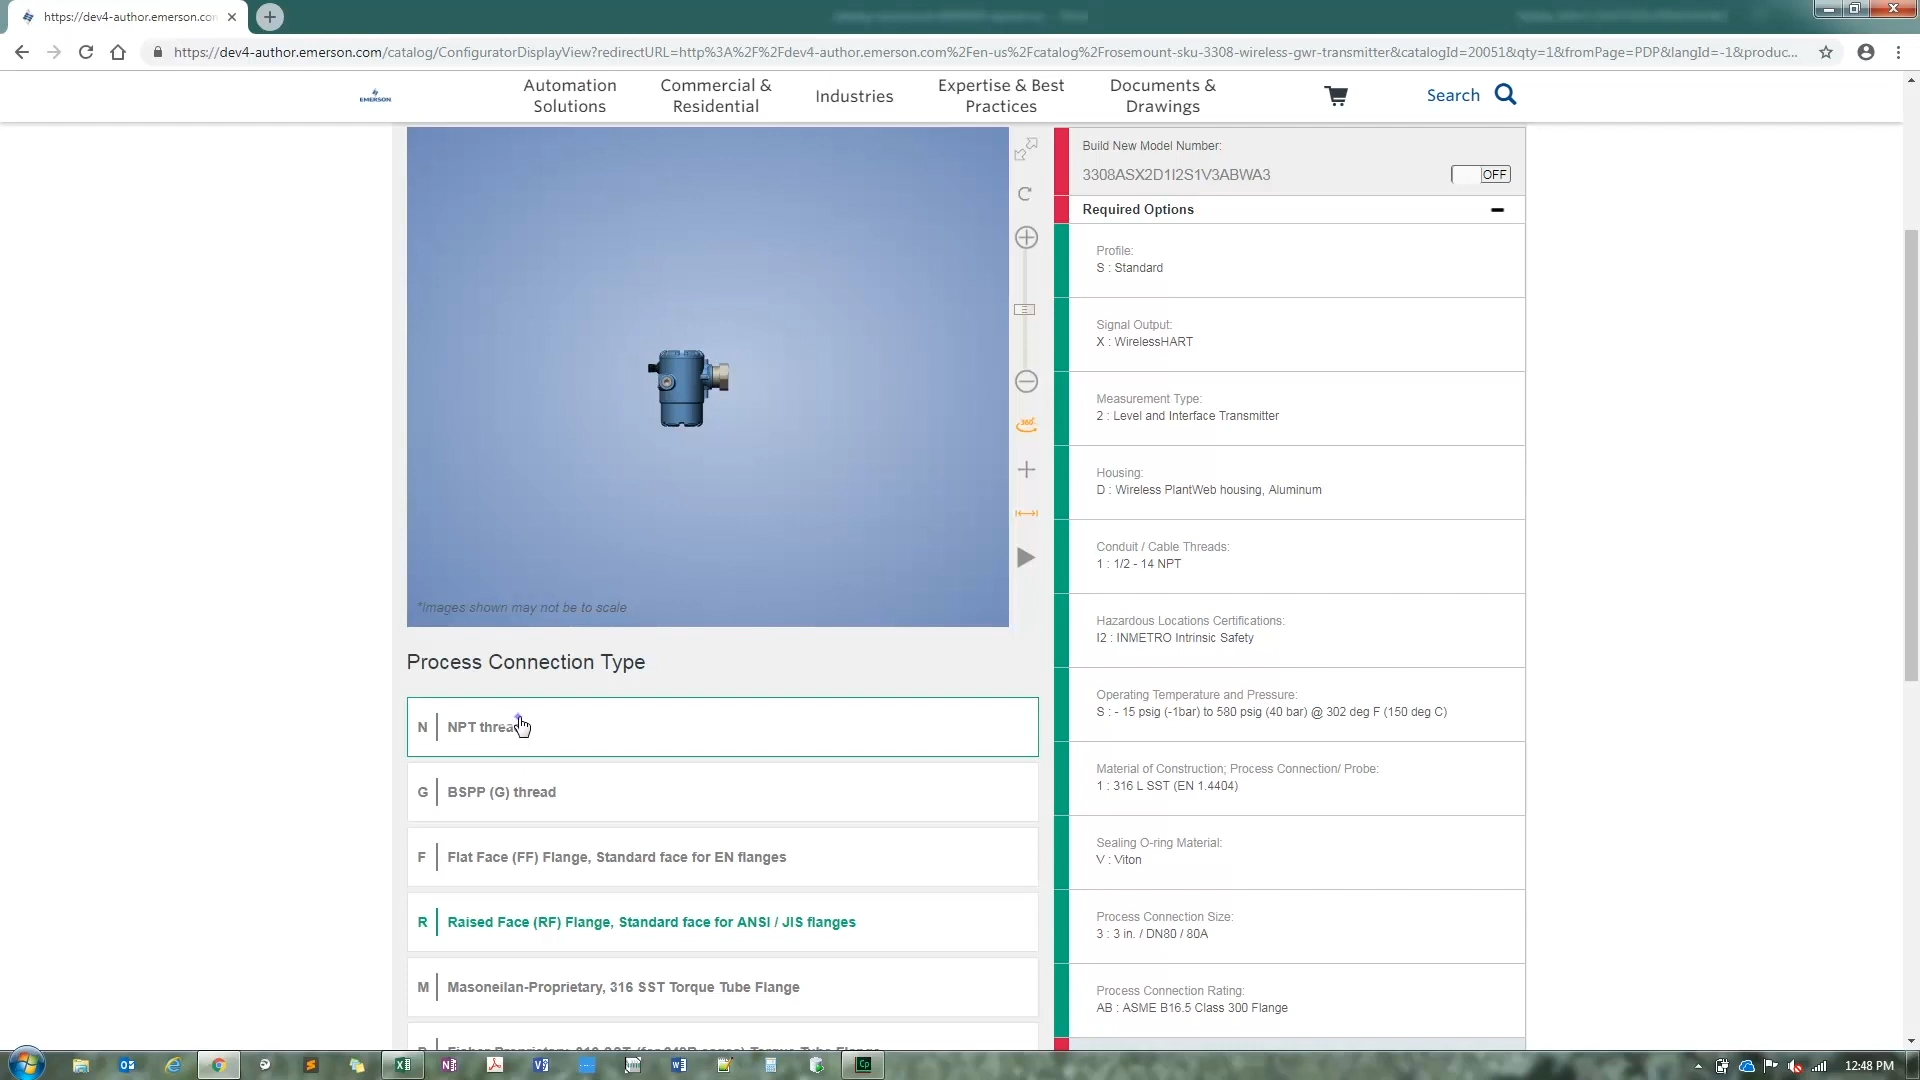 https://dev4-author.emerson.com
https://dev4-author.emerson.com/catalog/ConfiguratorDisplayView?redirectURL=http%3A%2F%2Fdev4-author.emerson.com%2Fen-us%2Fcatalog%2Frosemount-sku-3308-wireless-gwr-transmitter&catalogId=20051&qty=1&fromPage=PDP&langId=-1&produc...
EMERSON
Automation Solutions
Commercial & Residential
Industries
Expertise & Best Practices
Documents & Drawings
Search
360°
*Images shown may not be to scale
Process Connection Type
N NPT thread
G BSPP (G) thread
F Flat Face (FF) Flange, Standard face for EN flanges
R Raised Face (RF) Flange, Standard face for ANSI / JIS flanges
M Masoneilan-Proprietary, 316 SST Torque Tube Flange
Build New Model Number:
3308ASX2D1I2S1V3ABWA3
OFF
Required Options
Profile:
S : Standard
Signal Output:
X : WirelessHART
Measurement Type:
2 : Level and Interface Transmitter
Housing:
D : Wireless PlantWeb housing, Aluminum
Conduit / Cable Threads:
1 : 1/2 - 14 NPT
Hazardous Locations Certifications:
I2 : INMETRO Intrinsic Safety
Operating Temperature and Pressure:
S : - 15 psig (-1bar) to 580 psig (40 bar) @ 302 deg F (150 deg C)
Material of Construction; Process Connection/ Probe:
1 : 316 L SST (EN 1.4404)
Sealing O-ring Material:
V : Viton
Process Connection Size:
3 : 3 in. / DN80 / 80A
Process Connection Rating:
AB : ASME B16.5 Class 300 Flange
12:48 PM